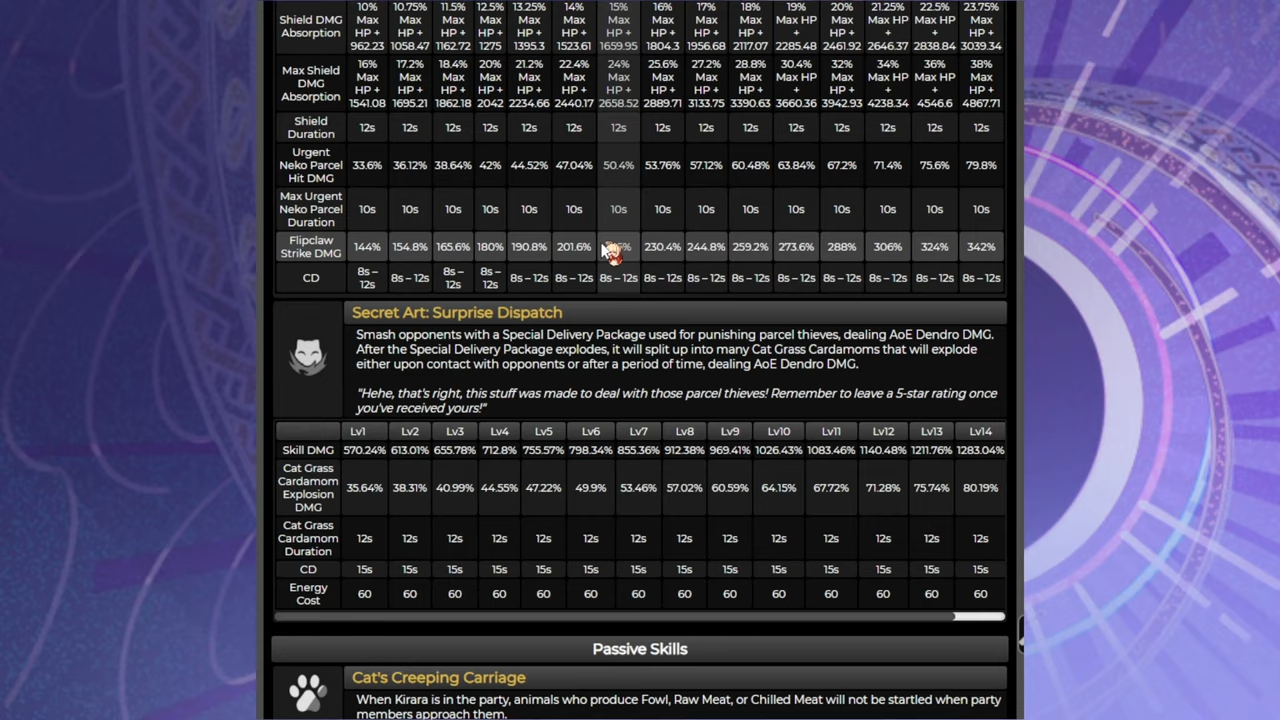 Shield DMG Absorption 10% Max HP + 962.23 10.75% Max HP + 1058.47 11.5% Max HP + 1162.72 12.5% Max HP + 1275 13.25% Max HP + 1395.3 14% Max HP + 1523.61 15% Max HP + 1659.95 16% Max HP + 1804.3 17% Max HP + 1956.68 18% Max HP + 2117.07 19% Max HP + 2285.48 20% Max HP + 2461.92 21.25% Max HP + 2646.37 22.5% Max HP + 2838.84 23.75% Max HP + 3039.34
Max Shield DMG Absorption 16% Max HP + 1541.08 17.2% Max HP + 1695.21 18.4% Max HP + 1862.18 20% Max HP + 2042 21.2% Max HP + 2234.66 22.4% Max HP + 2440.17 24% Max HP + 2658.52 25.6% Max HP + 2889.71 27.2% Max HP + 3133.75 28.8% Max HP + 3390.63 30.4% Max HP + 3660.36 32% Max HP + 3942.93 34% Max HP + 4238.34 36% Max HP + 4546.6 38% Max HP + 4867.71
Shield Duration 12s 12s 12s 12s 12s 12s 12s 12s 12s 12s 12s 12s 12s 12s 12s
Urgent Neko Parcel Hit DMG 33.6% 36.12% 38.64% 42% 44.52% 47.04% 50.4% 53.76% 57.12% 60.48% 63.84% 67.2% 71.4% 75.6% 79.8%
Max Urgent Neko Parcel Duration 10s 10s 10s 10s 10s 10s 10s 10s 10s 10s 10s 10s 10s 10s 10s
Flipclaw Strike DMG 144% 154.8% 165.6% 180% 190.8% 201.6% 230.4% 244.8% 259.2% 273.6% 288% 306% 324% 342%
CD 8s – 12s 8s – 12s 8s – 12s 8s – 12s 8s – 12s 8s – 12s 8s – 12s 8s – 12s 8s – 12s 8s – 12s 8s – 12s 8s – 12s 8s – 12s 8s – 12s 8s – 12s
Secret Art: Surprise Dispatch
Smash opponents with a Special Delivery Package used for punishing parcel thieves, dealing AoE Dendro DMG.
After the Special Delivery Package explodes, it will split up into many Cat Grass Cardamoms that will explode
either upon contact with opponents or after a period of time, dealing AoE Dendro DMG.
"Hehe, that's right, this stuff was made to deal with those parcel thieves! Remember to leave a 5-star rating once
you've received yours!"
Lv1 Lv2 Lv3 Lv4 Lv5 Lv6 Lv7 Lv8 Lv9 Lv10 Lv11 Lv12 Lv13 Lv14
Skill DMG 570.24% 613.01% 655.78% 712.8% 755.57% 798.34% 855.36% 912.38% 969.41% 1026.43% 1083.46% 1140.48% 1211.76% 1283.04%
Cat Grass Cardamom Explosion DMG 35.64% 38.31% 40.99% 44.55% 47.22% 49.9% 53.46% 57.02% 60.59% 64.15% 67.72% 71.28% 75.74% 80.19%
Cat Grass Cardamom Duration 12s 12s 12s 12s 12s 12s 12s 12s 12s 12s 12s 12s 12s 12s
CD 15s 15s 15s 15s 15s 15s 15s 15s 15s 15s 15s 15s 15s 15s
Energy Cost 60 60 60 60 60 60 60 60 60 60 60 60 60 60
Passive Skills
Cat's Creeping Carriage
When Kirara is in the party, animals who produce Fowl, Raw Meat, or Chilled Meat will not be startled when party
members approach them.